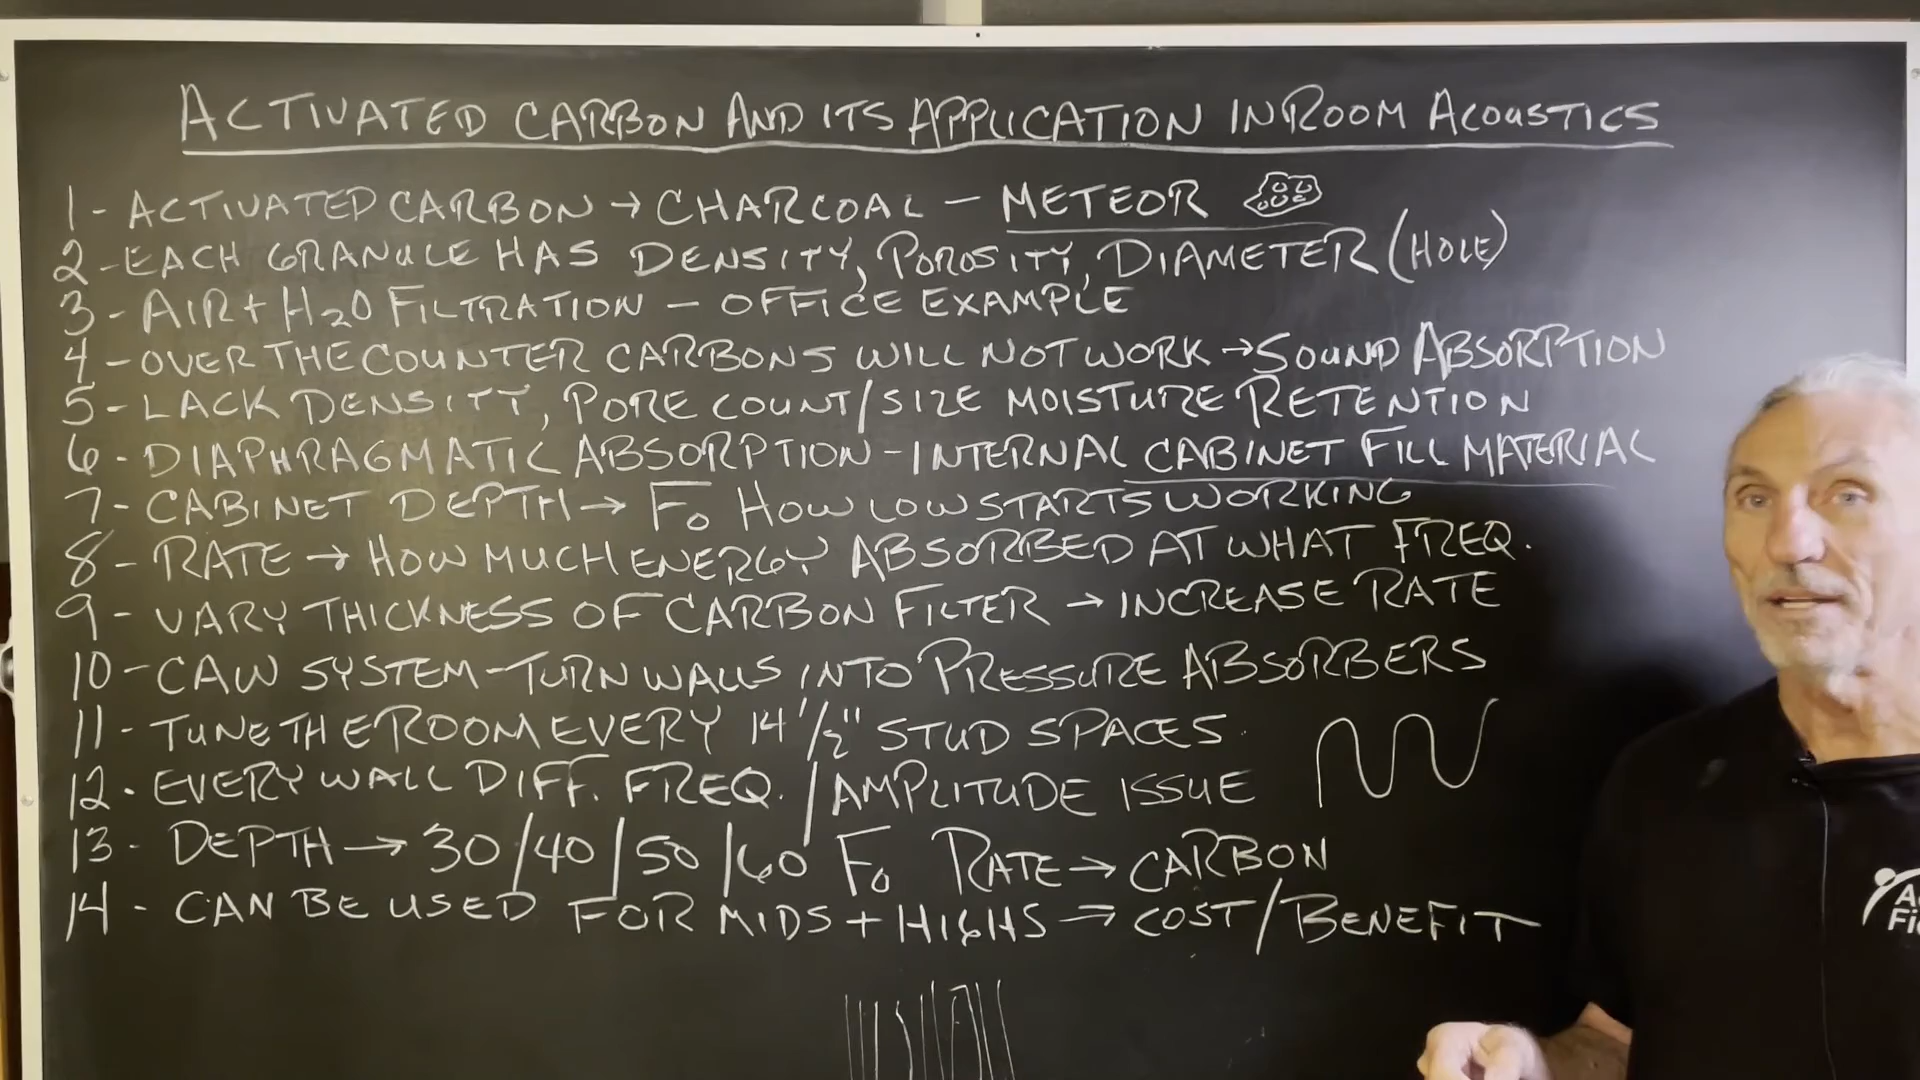 ACTIVATED CARBON AND ITS APPLICATION IN ROOM ACOUSTICS
1 - ACTIVATED CARBON → CHARCOAL - METEOR
2 - EACH GRANULE HAS DENSITY, POROSITY, DIAMETER (HOLE)
3 - AIR + H2O FILTRATION - OFFICE EXAMPLE
4 - OVER THE COUNTER CARBONS WILL NOT WORK → SOUND ABSORPTION
5 - LACK DENSITY, PORE COUNT/SIZE MOISTURE RETENTION
6 - DIAPHRAGMATIC ABSORPTION - INTERNAL CABINET FILL MATERIAL
7 - CABINET DEPTH → Fo HOW LOW STARTS WORKING
8 - RATE → HOW MUCH ENERGY ABSORBED AT WHAT FREQ.
9 - VARY THICKNESS OF CARBON FILTER → INCREASE RATE
10 - CAW SYSTEM - TURN WALLS INTO PRESSURE ABSORBERS
11 - TUNE THE ROOM EVERY 14 1/2" STUD SPACES
12. EVERY WALL DIFF. FREQ. / AMPLITUDE ISSUE
13 - DEPTH → 30/40/50/60 Fo RATE → CARBON
14 - CAN BE USED FOR MIDS + HIGHS → COST/BENEFIT